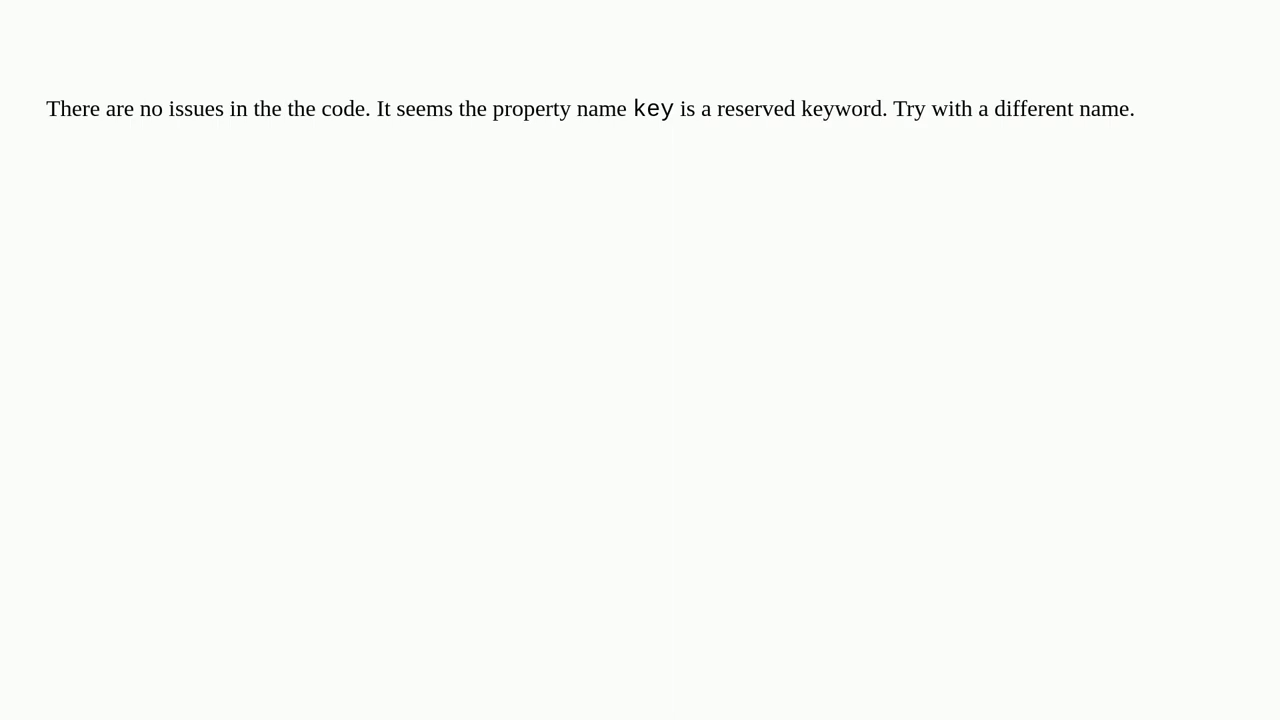 There are no issues in the the code. It seems the property name key is a reserved keyword. Try with a different name.